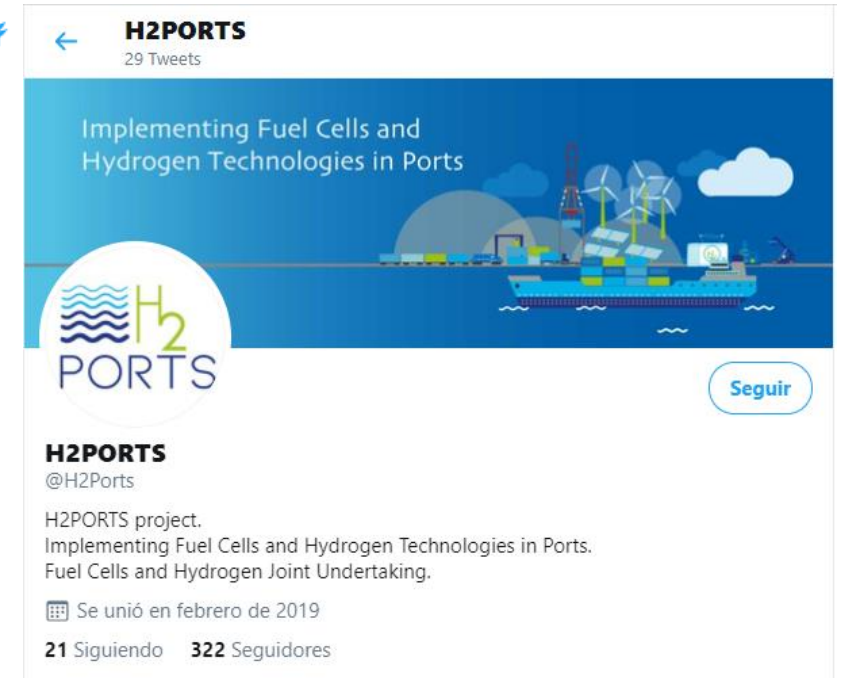 H2PORTS
29 Tweets
Implementing Fuel Cells and
Hydrogen Technologies in Ports
H2
PORTS
Seguir
H2PORTS
@H2Ports
H2PORTS project.
Implementing Fuel Cells and Hydrogen Technologies in Ports.
Fuel Cells and Hydrogen Joint Undertaking.
Se unió en febrero de 2019
21 Siguiendo 322 Seguidores